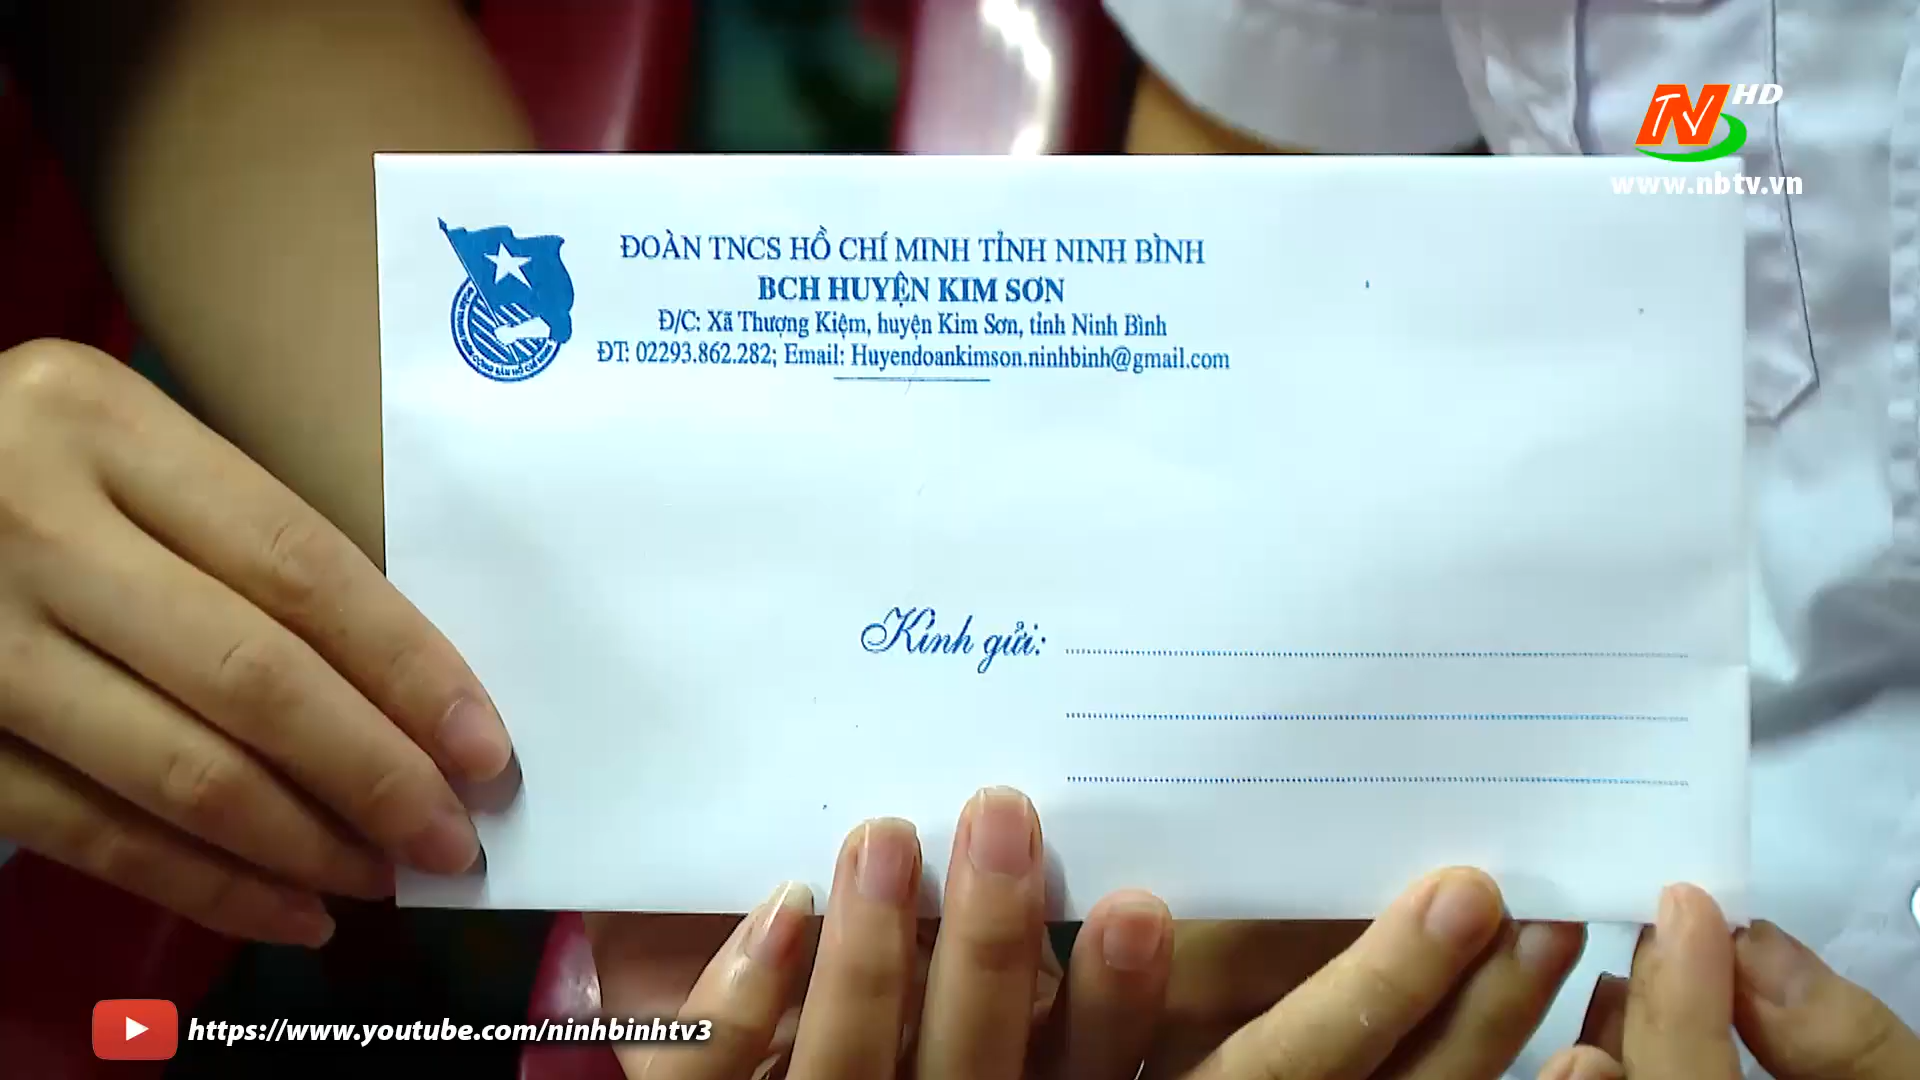 NTV HD
www.nbtv.vn
ĐOÀN TNCS HỒ CHÍ MINH TỈNH NINH BÌNH
BCH HUYỆN KIM SƠN
Đ/C: Xã Thượng Kiệm, huyện Kim Sơn, tỉnh Ninh Bình
ĐT: 02293.862.282; Email: Huyendoankimson.ninhbinh@gmail.com
Kính gửi:
https://www.youtube.com/ninhbinhtv3